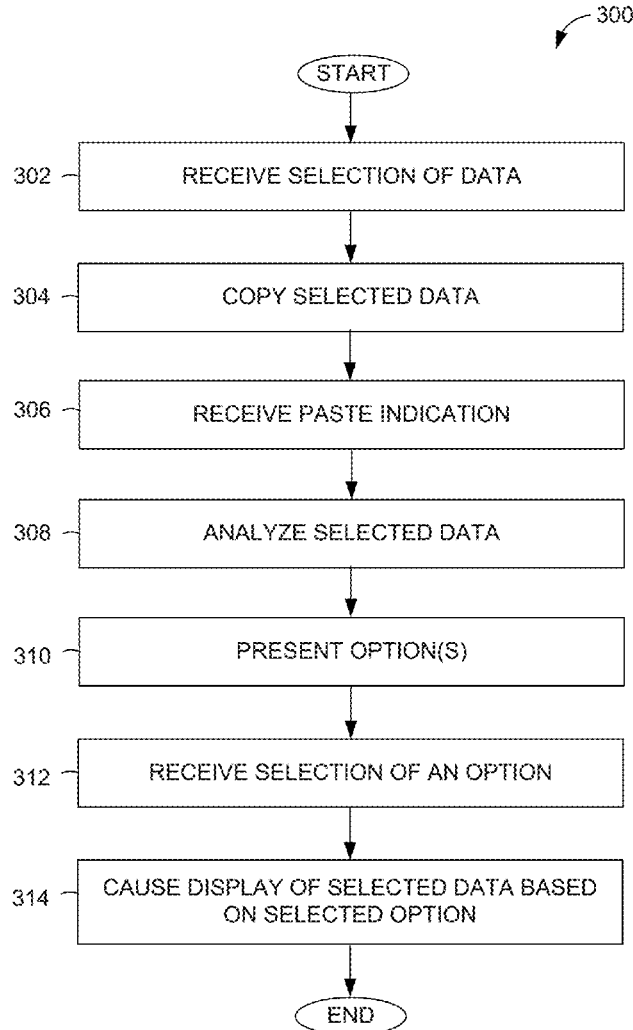 300
START
302
RECEIVE SELECTION OF DATA
304
COPY SELECTED DATA
306
RECEIVE PASTE INDICATION
308
ANALYZE SELECTED DATA
310
PRESENT OPTION(S)
312
RECEIVE SELECTION OF AN OPTION
314
CAUSE DISPLAY OF SELECTED DATA BASED
ON SELECTED OPTION
END